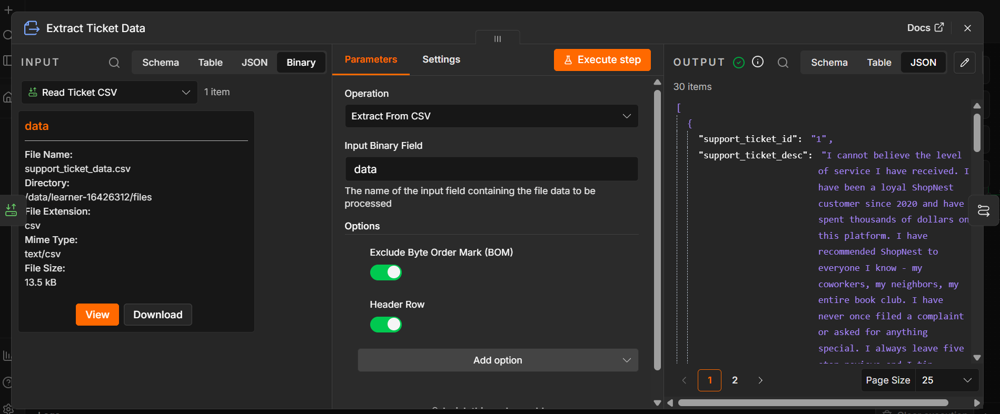 Extract Ticket Data
Docs
INPUT
Schema
Table
JSON
Binary
Read Ticket CSV
1 item
data
File Name:
support_ticket_data.csv
Directory:
/data/learner-16426312/files
File Extension:
csv
Mime Type:
text/csv
File Size:
13.5 kB
View
Download
Parameters
Settings
Execute step
Operation
Extract From CSV
Input Binary Field
data
The name of the input field containing the file data to be
processed
Options
Exclude Byte Order Mark (BOM)
Header Row
Add option
OUTPUT
Schema
Table
JSON
30 items
[
{
"support_ticket_id": "1",
"support_ticket_desc": "I cannot believe the level
of service I have received. I
have been a loyal ShopNest
customer since 2020 and have
spent thousands of dollars on
this platform. I have
recommended ShopNest to
everyone I know - my
coworkers, my neighbors, my
entire book club. I have
never once filed a complaint
or asked for anything
special. I always leave five
1
2
Page Size
25